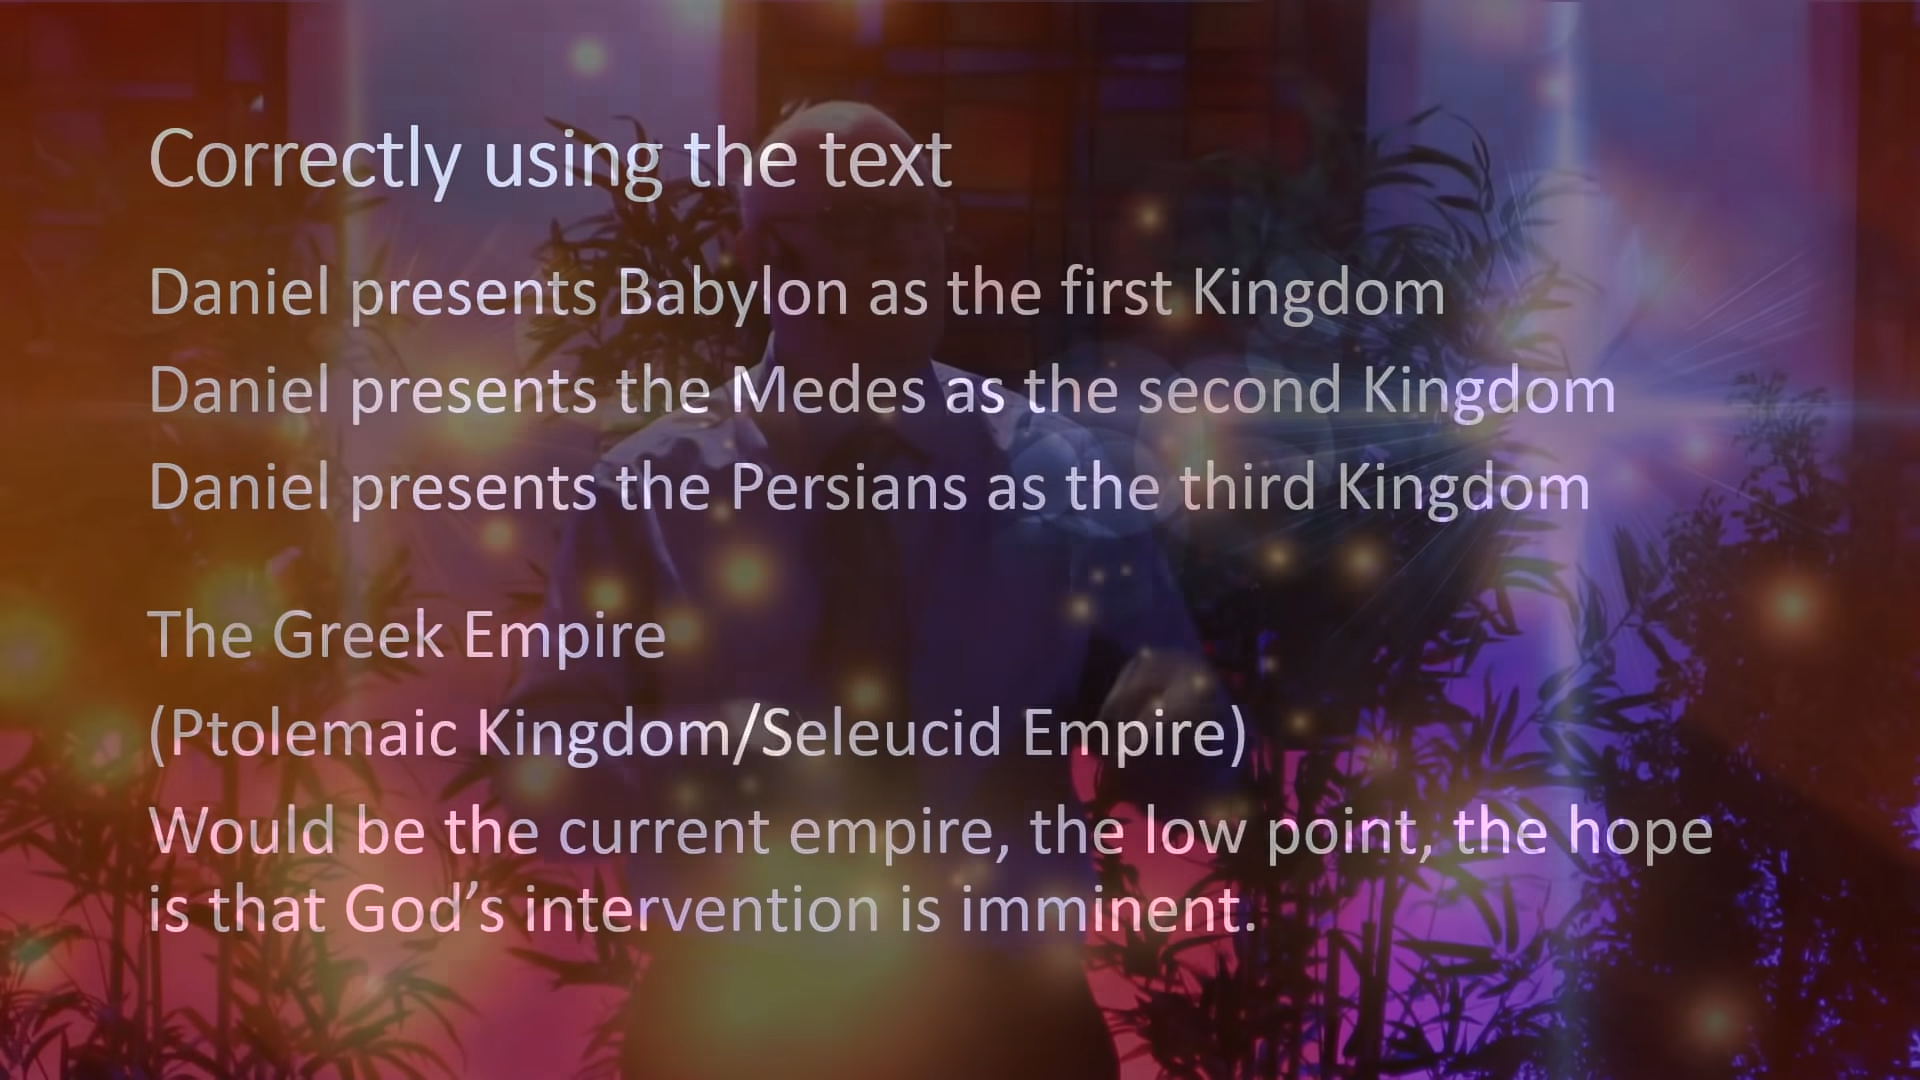 Correctly using the text
Daniel presents Babylon as the first Kingdom
Daniel presents the Medes as the second Kingdom
Daniel presents the Persians as the third Kingdom
The Greek Empire
(Ptolemaic Kingdom/Seleucid Empire)
Would be the current empire, the low point, the hope
is that God’s intervention is imminent.